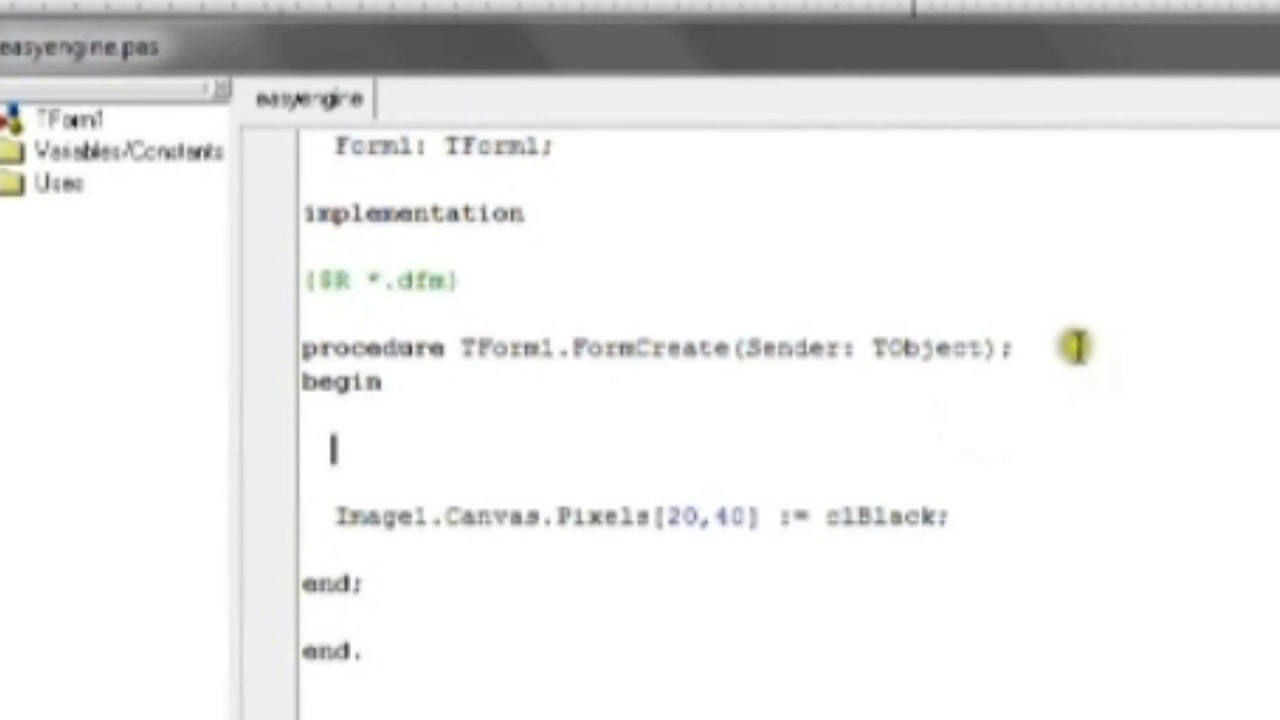 easyengine.pas
easyengine
TForm1
Variables/Constants
Uses
Form1: TForm1;
implementation
{$R *.dfm}
procedure TForm1.FormCreate(Sender: TObject);
begin
Image1.Canvas.Pixels[20,40] := clBlack;
end;
end.